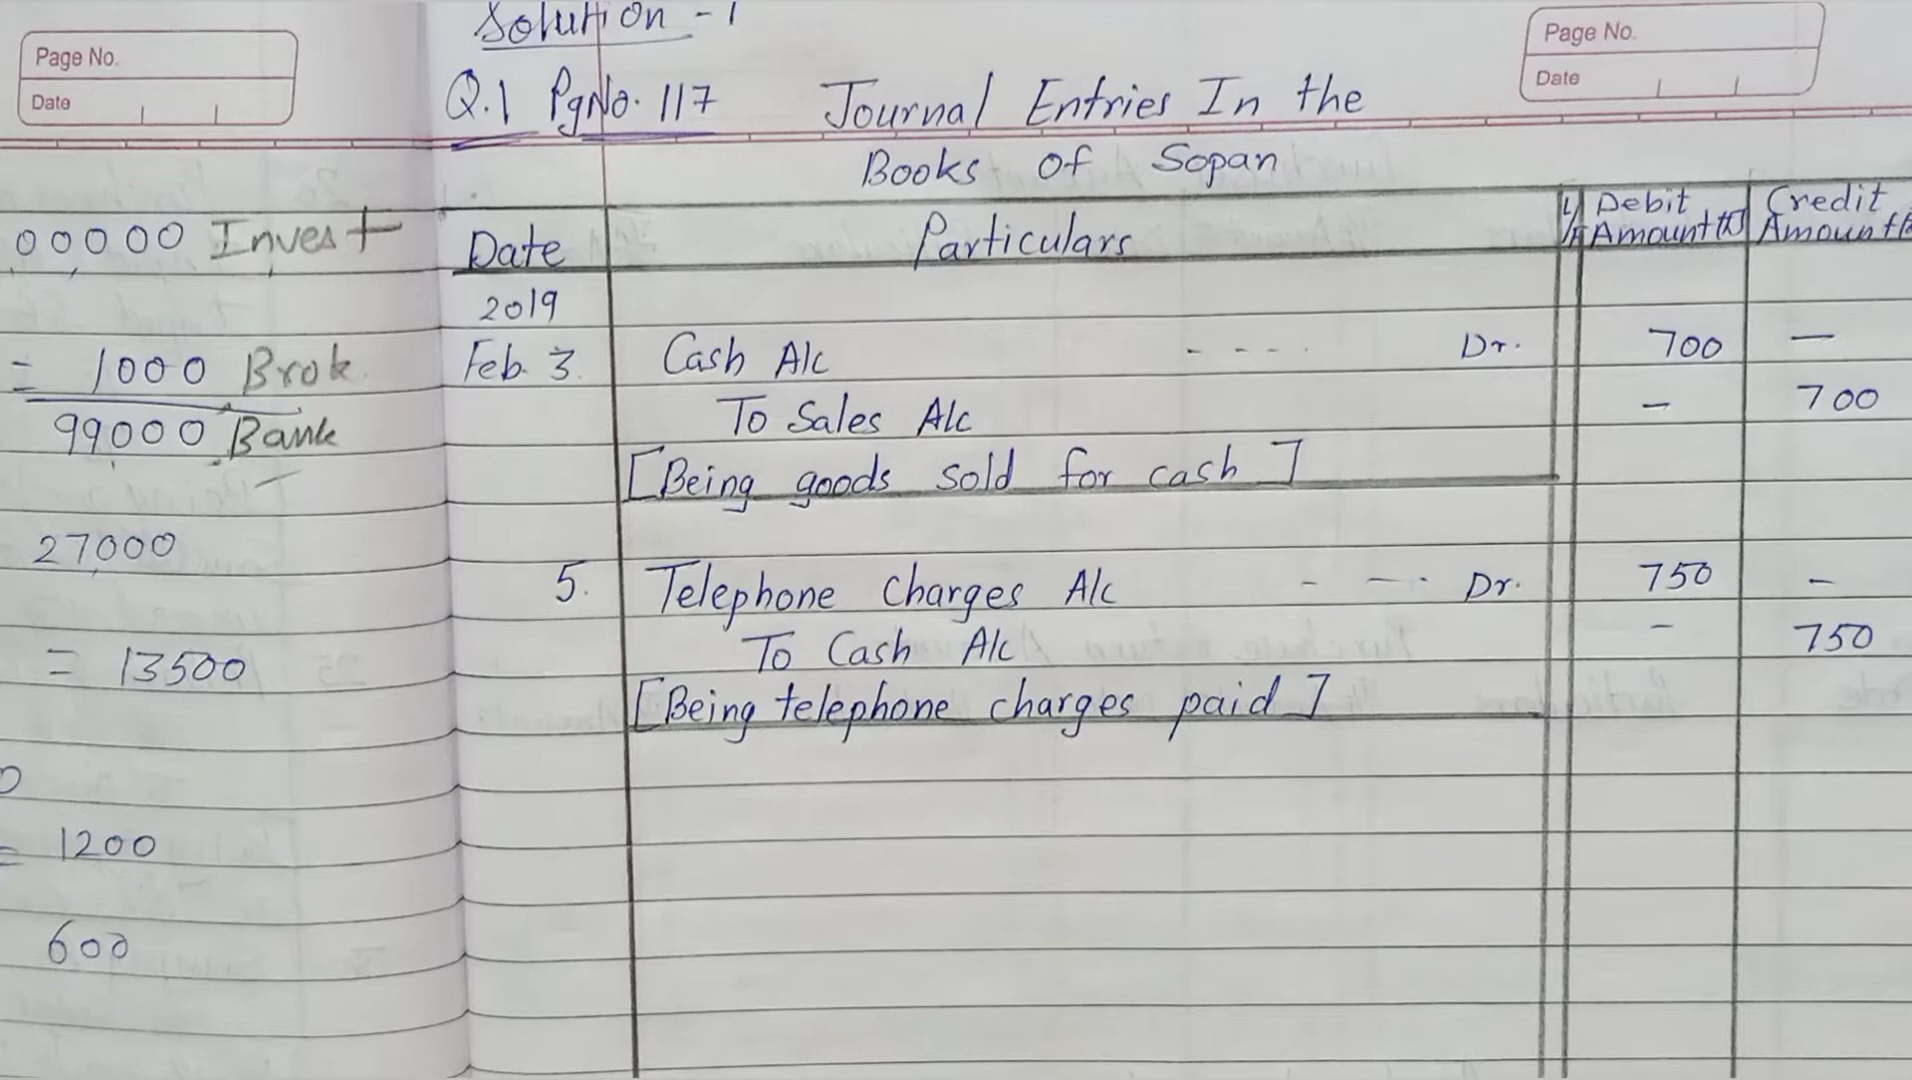 Solution - 1
Page No.
Date
Page No.
Date
Q.1 PgNo. 117 Journal Entries In the
Books of Sopan
Date Particulars L/F Debit Amount(₹) Credit Amount(₹
2019
Feb. 3. Cash A/c - - - - Dr. 700 —
To Sales A/c — 700
[Being goods sold for cash]
5. Telephone Charges A/c - - - - Dr. 750 —
To Cash A/c - 750
[Being telephone charges paid]
00000 Invest
= 1000 Brok.
99000 Bank
27000
= 13500
= 1200
600